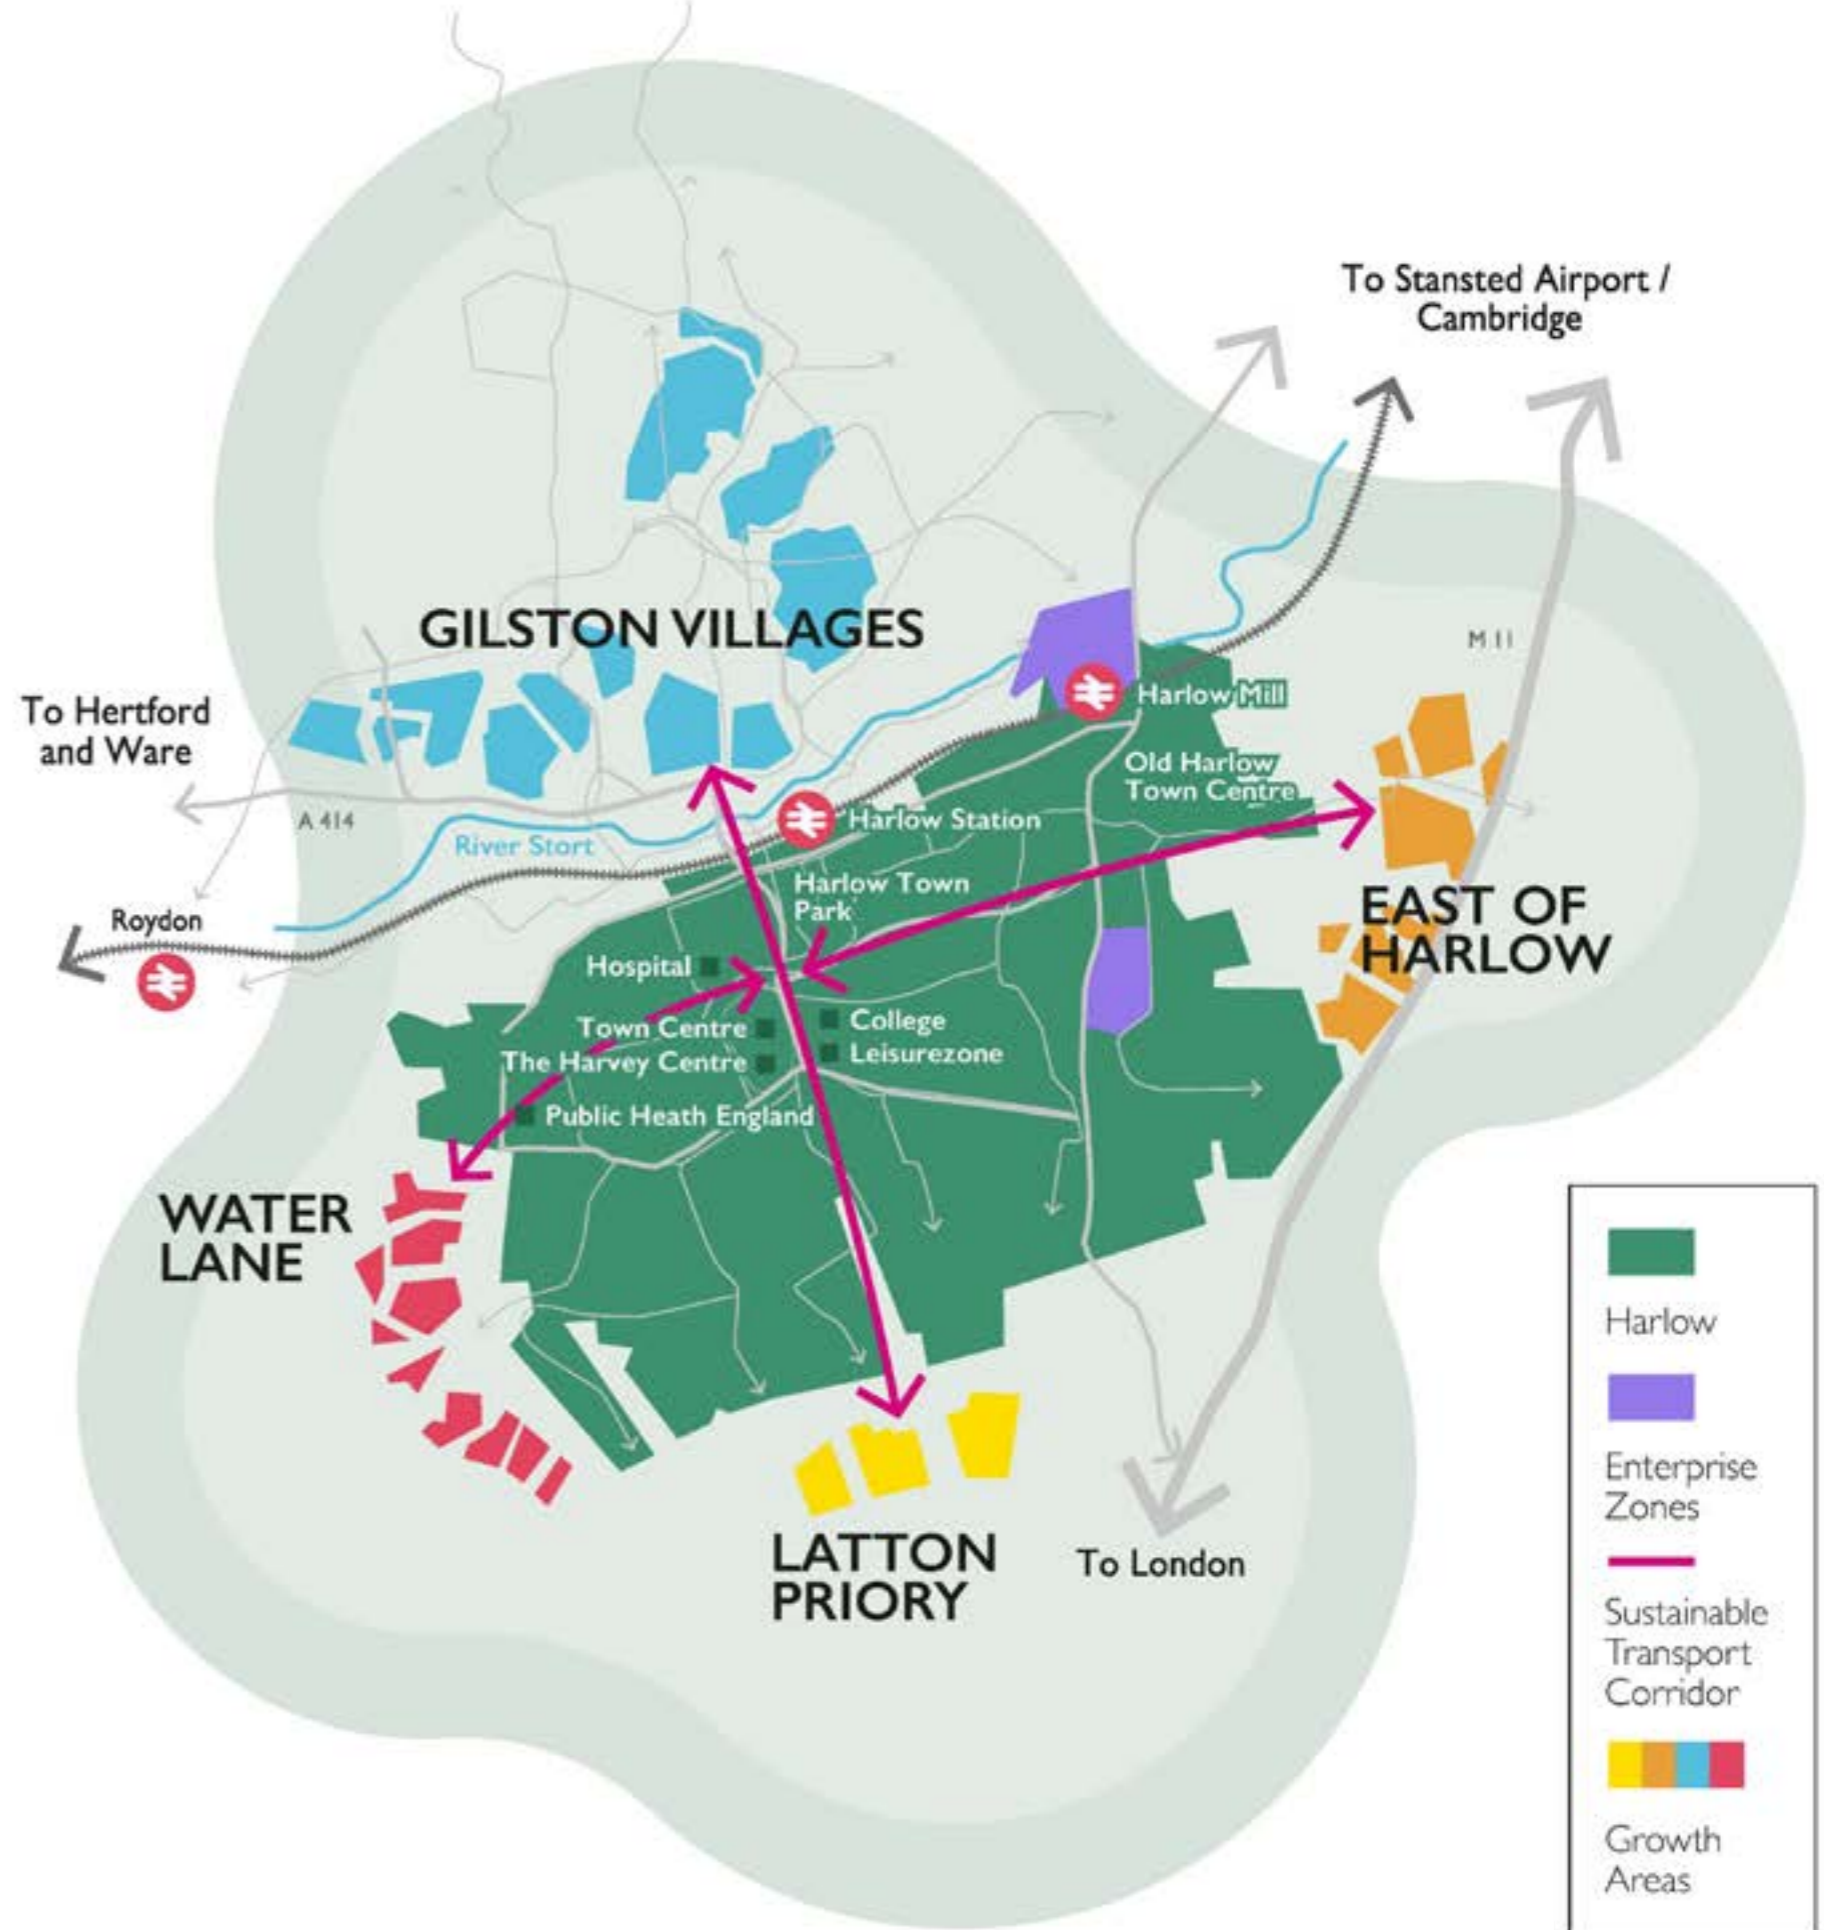 To Stansted Airport /
Cambridge
GILSTON VILLAGES
M 11
To Hertford
and Ware
Harlow Mill
Old Harlow
Town Centre
A 414
River Stort
Harlow Station
Harlow Town
Park
Roydon
EAST OF
HARLOW
Hospital
Town Centre
College
The Harvey Centre
Leisurezone
Public Heath England
WATER
LANE
LATTON
PRIORY
To London
Harlow
Enterprise
Zones
Sustainable
Transport
Corridor
Growth
Areas